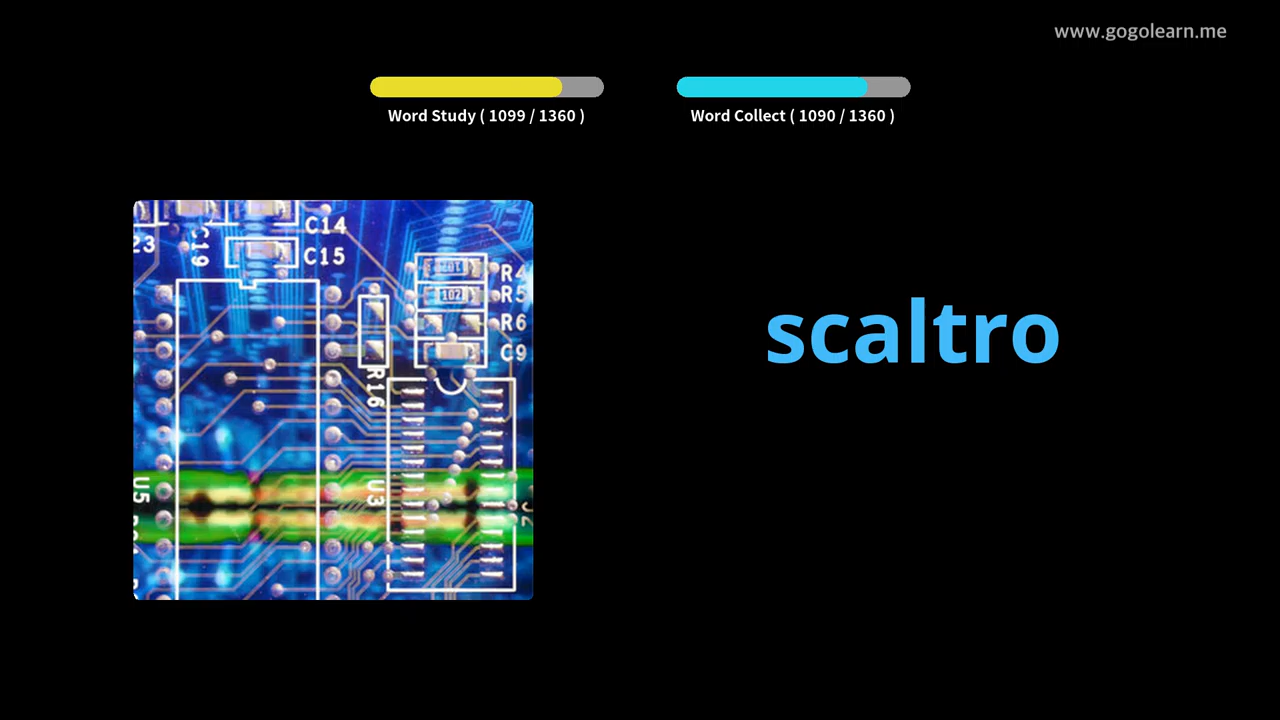 www.gogolearn.me
Word Study ( 1099 / 1360 )
Word Collect ( 1090 / 1360 )
scaltro
C14
C19
23
C15
R4
102
R5
R6
C9
R16
U5
U3